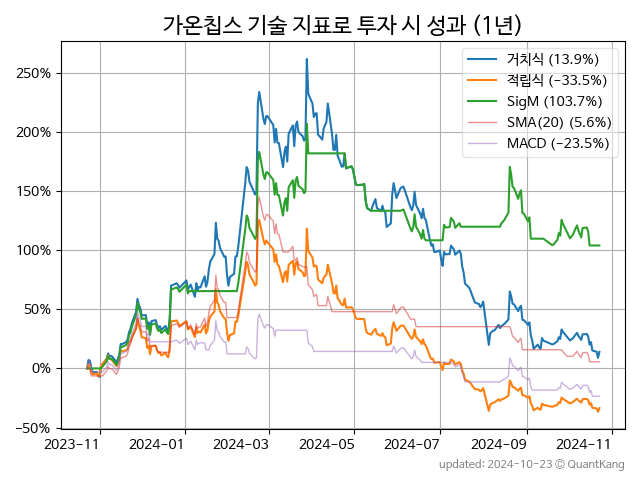 가온칩스 기술 지표로 투자 시 성과 (1년)
거치식 (13.9%)
적립식 (−33.5%)
SigM (103.7%)
SMA(20) (5.6%)
MACD (−23.5%)
250%
200%
150%
100%
50%
0%
−50%
2023-11 2024-01 2024-03 2024-05 2024-07 2024-09 2024-11
updated: 2024-10-23 ⓒ QuantKang